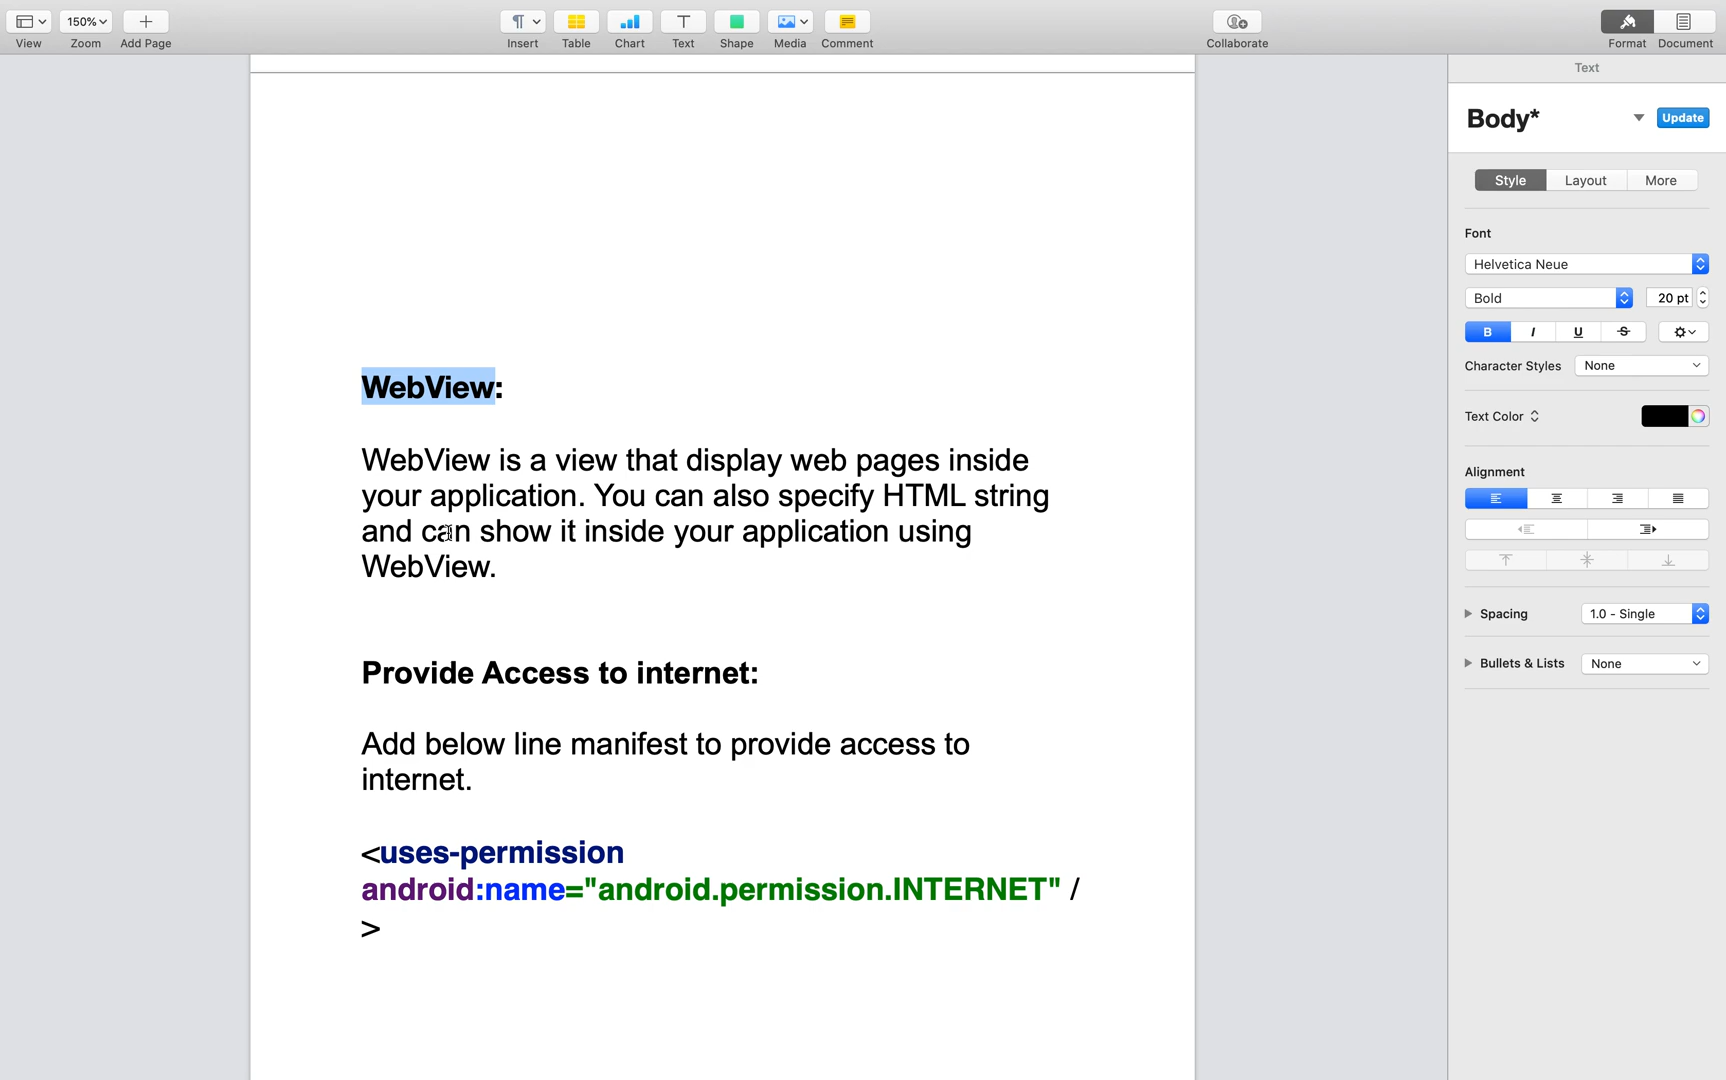 150%
View
Zoom
Add Page
Insert
Table
Chart
Text
Shape
Media
Comment
Collaborate
Format
Document
Text
Body*
Update
Style
Layout
More
Font
Helvetica Neue
Bold
20 pt
B
I
U
S
Character Styles
None
Text Color
Alignment
Spacing
1.0 - Single
Bullets & Lists
None
WebView:
WebView is a view that display web pages inside
your application. You can also specify HTML string
and can show it inside your application using
WebView.
Provide Access to internet:
Add below line manifest to provide access to
internet.
<uses-permission
android:name="android.permission.INTERNET" /
>